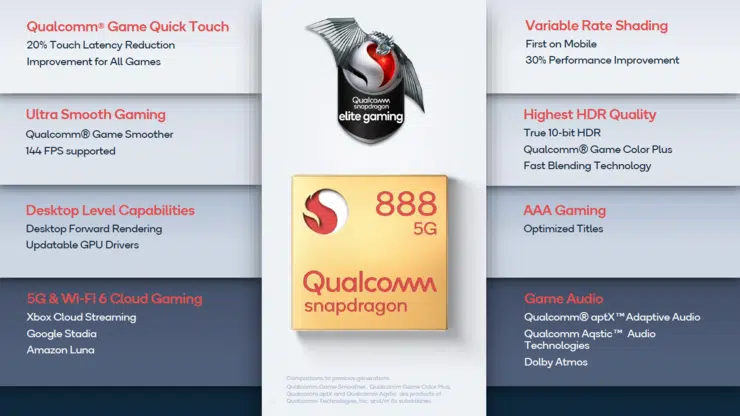 Qualcomm® Game Quick Touch
20% Touch Latency Reduction
Improvement for All Games
Ultra Smooth Gaming
Qualcomm® Game Smoother
144 FPS supported
Desktop Level Capabilities
Desktop Forward Rendering
Updatable GPU Drivers
5G & Wi-Fi 6 Cloud Gaming
Xbox Cloud Streaming
Google Stadia
Amazon Luna
Qualcomm
snapdragon
elite gaming
888
5G
Qualcomm
snapdragon
Comparisons to previous generations
Qualcomm Game Smoother, Qualcomm Game Color Plus,
Qualcomm aptX and Qualcomm Aqstic are products of
Qualcomm Technologies, Inc. and/or its subsidiaries.
Variable Rate Shading
First on Mobile
30% Performance Improvement
Highest HDR Quality
True 10-bit HDR
Qualcomm® Game Color Plus
Fast Blending Technology
AAA Gaming
Optimized Titles
Game Audio
Qualcomm® aptX™ Adaptive Audio
Qualcomm Aqstic™ Audio
Technologies
Dolby Atmos